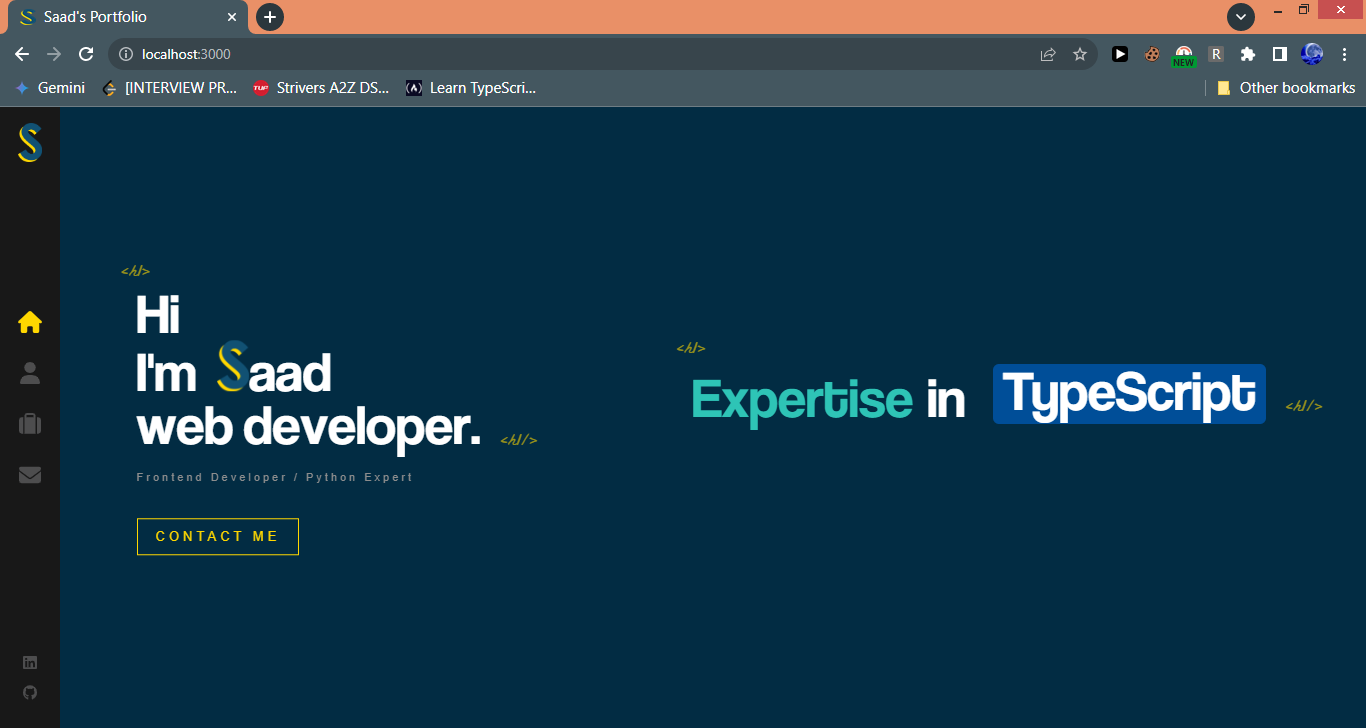 Saad's Portfolio
localhost:3000
NEW
R
Gemini
[INTERVIEW PR...
TUF
Strivers A2Z DS...
Learn TypeScri...
Other bookmarks
S
<h1>
Hi
I'm Saad
web developer.
<h1/>
Frontend Developer / Python Expert
CONTACT ME
<h1>
Expertise in TypeScript
<h1/>